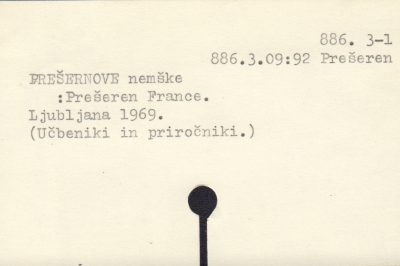 886. 3-1
886.3.09:92 Prešeren
PREŠERNOVE nemške
:Prešeren France.
Ljubljana 1969.
(Učbeniki in priročniki.)